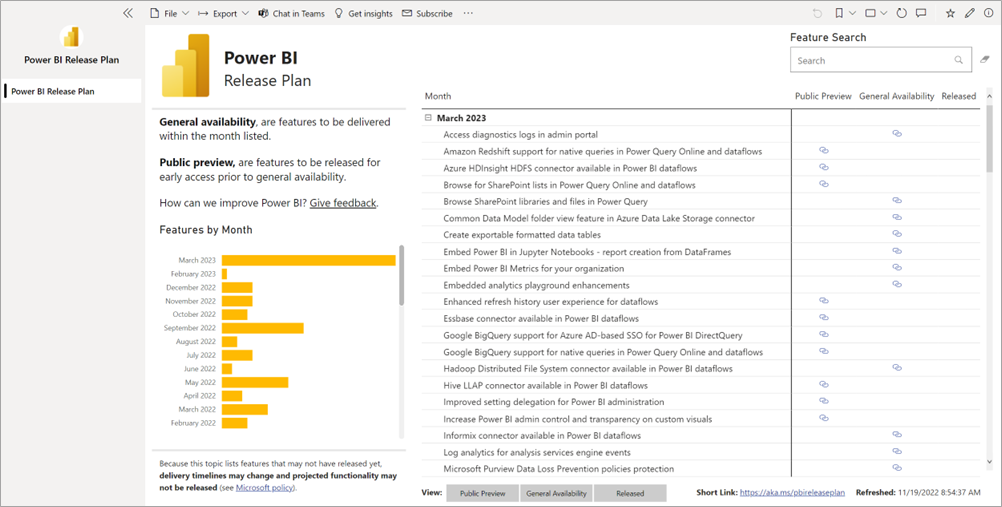 File
Export
Chat in Teams
Get insights
Subscribe
Power BI Release Plan
Power BI Release Plan
Power BI
Release Plan
General availability, are features to be delivered
within the month listed.
Public preview, are features to be released for
early access prior to general availability.
How can we improve Power BI? Give feedback.
Features by Month
March 2023
February 2023
December 2022
November 2022
October 2022
September 2022
August 2022
July 2022
June 2022
May 2022
April 2022
March 2022
February 2022
Because this topic lists features that may not have released yet,
delivery timelines may change and projected functionality may
not be released (see Microsoft policy).
Feature Search
Search
Month Public Preview General Availability Released
March 2023
Access diagnostics logs in admin portal
Amazon Redshift support for native queries in Power Query Online and dataflows
Azure HDInsight HDFS connector available in Power BI dataflows
Browse for SharePoint lists in Power Query Online and dataflows
Browse SharePoint libraries and files in Power Query
Common Data Model folder view feature in Azure Data Lake Storage connector
Create exportable formatted data tables
Embed Power BI in Jupyter Notebooks - report creation from DataFrames
Embed Power BI Metrics for your organization
Embedded analytics playground enhancements
Enhanced refresh history user experience for dataflows
Essbase connector available in Power BI dataflows
Google BigQuery support for Azure AD-based SSO for Power BI DirectQuery
Google BigQuery support for native queries in Power Query Online and dataflows
Hadoop Distributed File System connector available in Power BI dataflows
Hive LLAP connector available in Power BI dataflows
Improved setting delegation for Power BI administration
Increase Power BI admin control and transparency on custom visuals
Informix connector available in Power BI dataflows
Log analytics for analysis services engine events
Microsoft Purview Data Loss Prevention policies protection
View: Public Preview General Availability Released
Short Link: https://aka.ms/pbireleaseplan Refreshed: 11/19/2022 8:54:37 AM